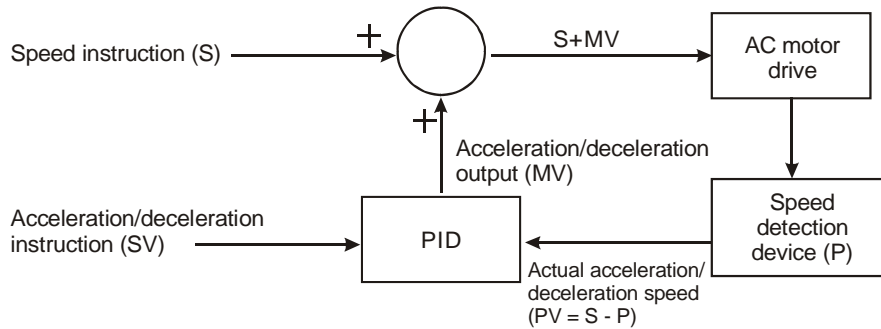 Speed instruction (S)
+
S+MV
AC motor
drive
+
Acceleration/deceleration
output (MV)
Acceleration/deceleration
instruction (SV)
PID
Speed
detection
device (P)
Actual acceleration/
deceleration speed
(PV = S - P)